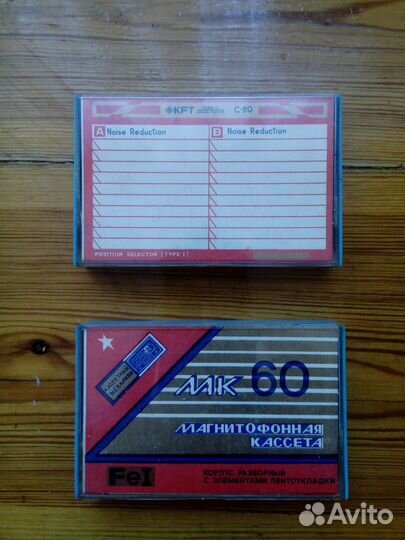 KFT TYPE I C-60
A Noise Reduction B Noise Reduction
POSITION SELECTOR (TYPE I)
МК 60
МАГНИТОФОННАЯ
КАССЕТА
FeI
КОРПУС РАЗБОРНЫЙ
С ЭЛЕМЕНТАМИ ЛЕНТОУКЛАДКИ
Avito